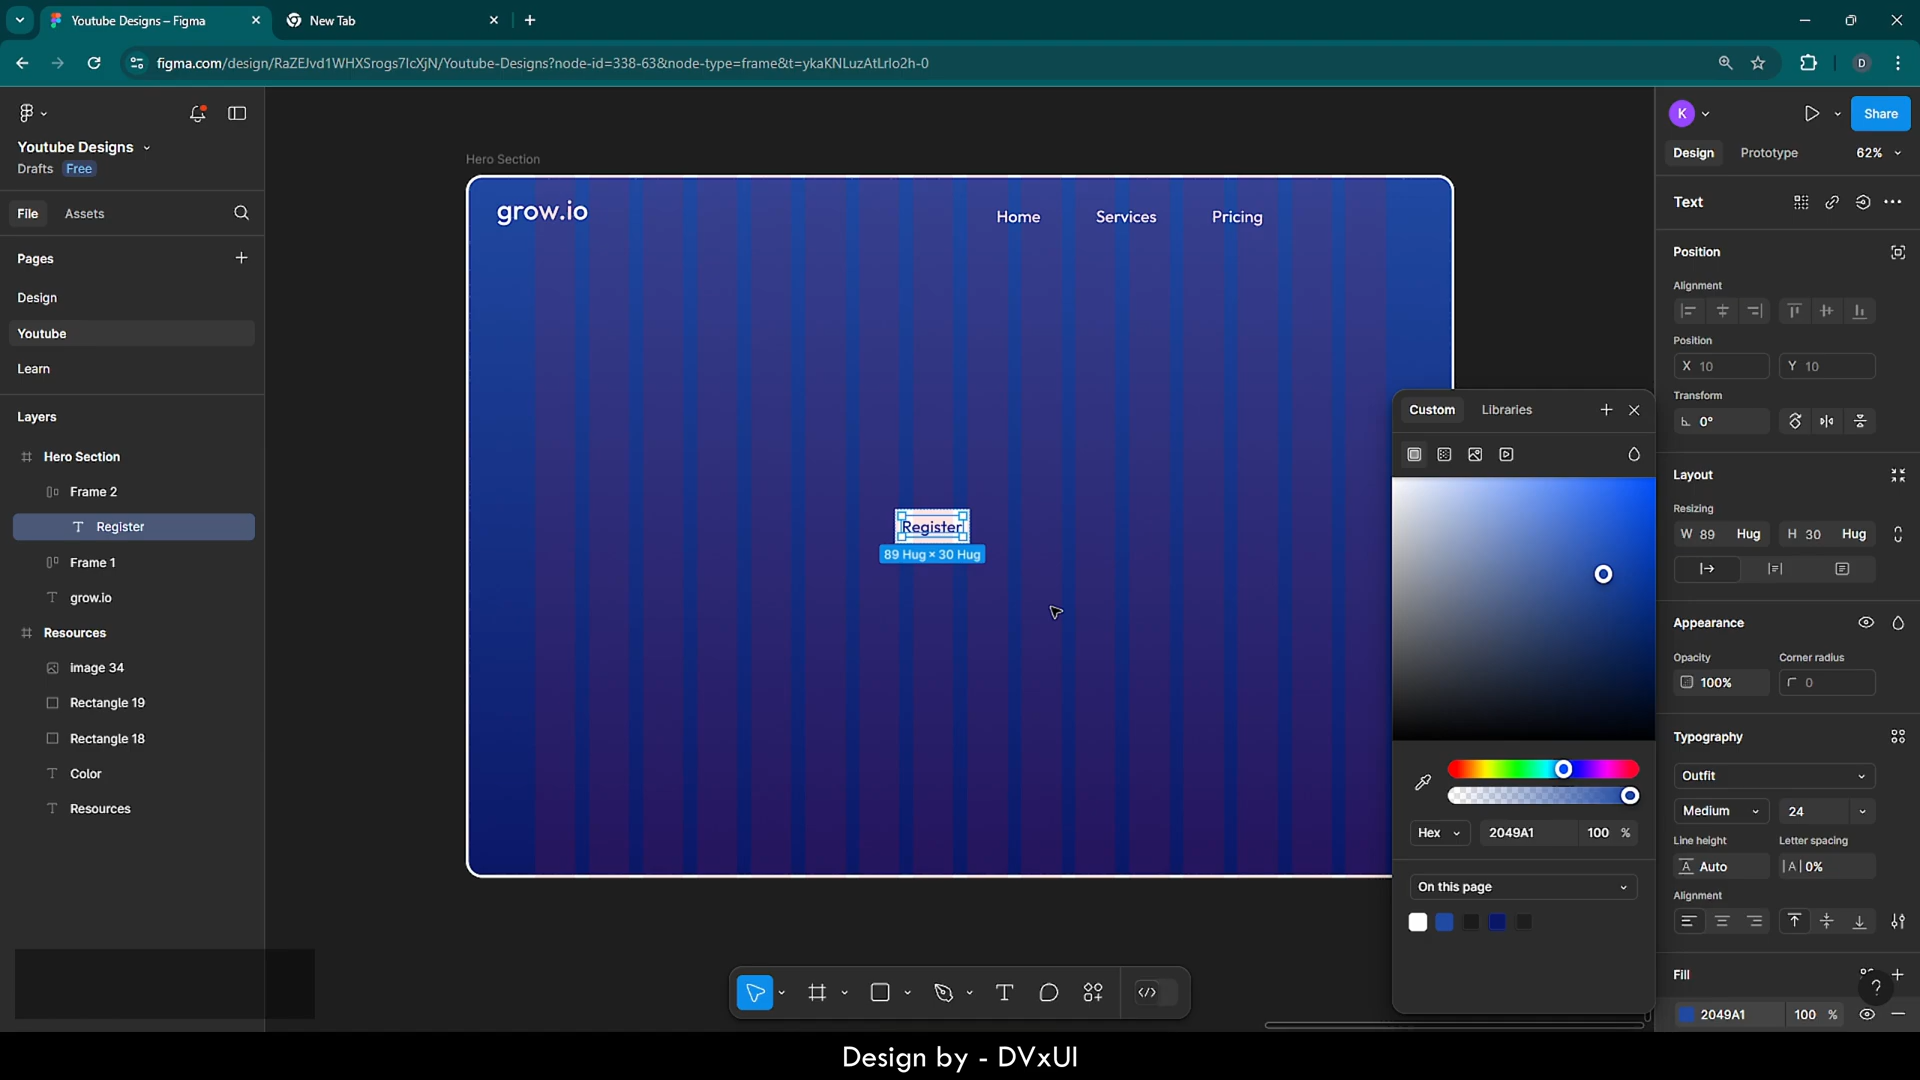 Youtube Designs – Figma
New Tab
figma.com/design/RaZEJvd1WHXSrogs7lcXjN/Youtube-Designs?node-id=338-63&node-type=frame&t=ykaKNLuzAtLrlo2h-0
D
Youtube Designs
Drafts Free
File Assets
Pages
Design
Youtube
Learn
Layers
Hero Section
Frame 2
Register
Frame 1
grow.io
Resources
image 34
Rectangle 19
Rectangle 18
Color
Resources
Hero Section
grow.io
Home Services Pricing
Register
89 Hug × 30 Hug
Custom Libraries
Hex 2049A1 100 %
On this page
K
Share
Design Prototype 62%
Text
Position
Alignment
Position
X 10 Y 10
Transform
0°
Layout
Resizing
W 89 Hug H 30 Hug
Appearance
Opacity Corner radius
100% 0
Typography
Outfit
Medium 24
Line height Letter spacing
Auto |A| 0%
Alignment
Fill
?
2049A1 100 %
Design by - DVxUI